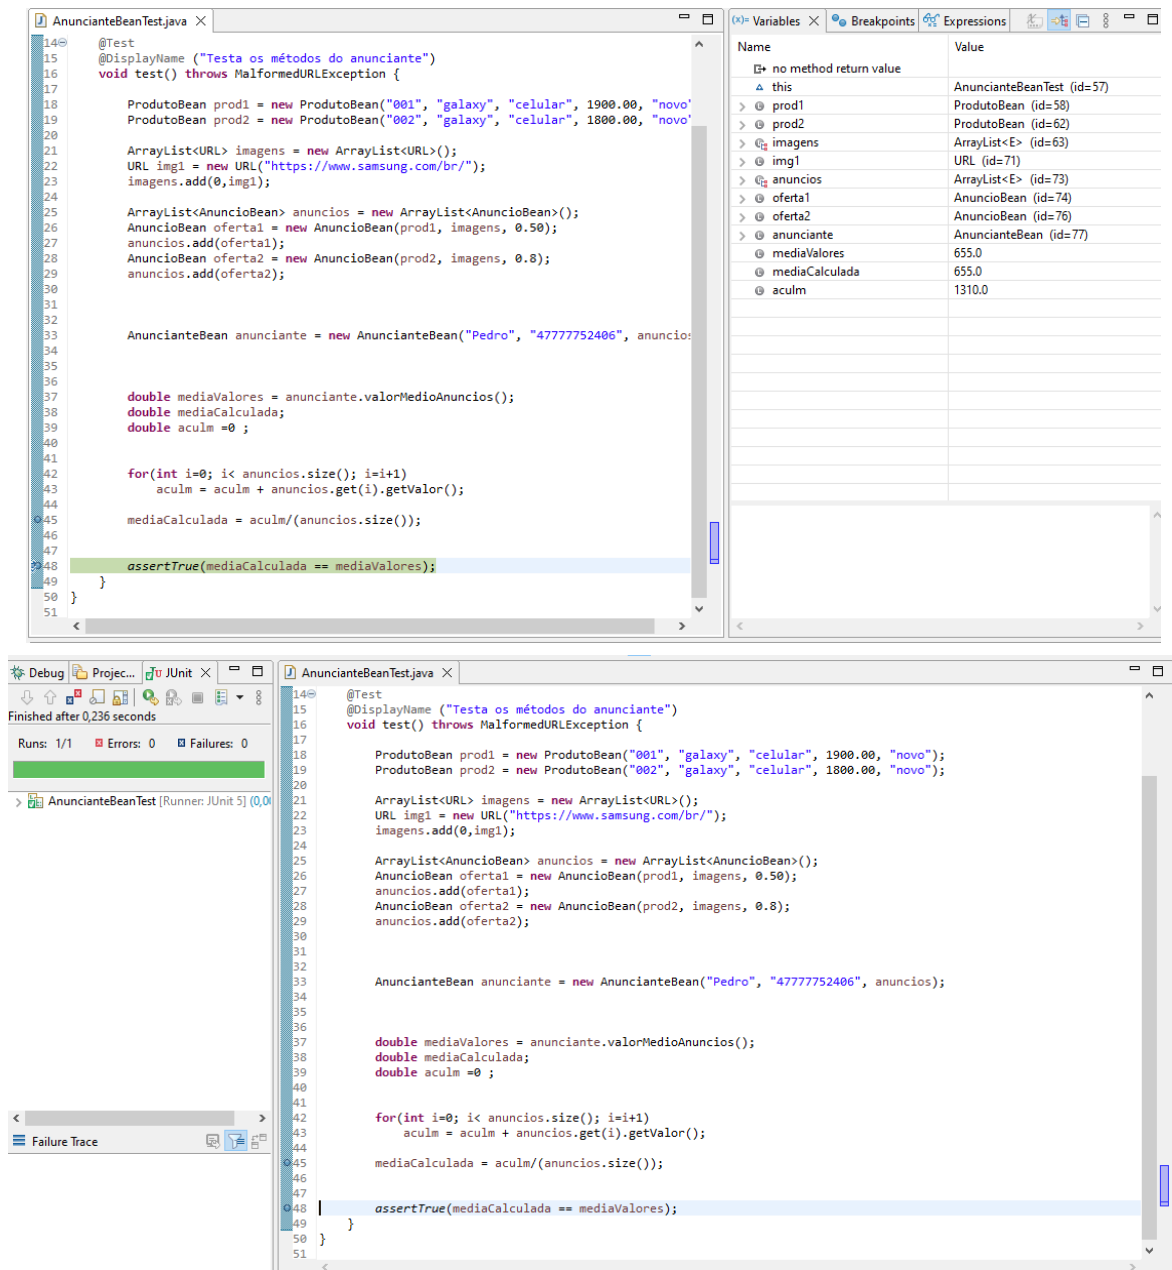 AnuncianteBeanTest.java
14 @Test
15 @DisplayName ("Testa os métodos do anunciante")
16 void test() throws MalformedURLException {
17
18 ProdutoBean prod1 = new ProdutoBean("001", "galaxy", "celular", 1900.00, "novo"
19 ProdutoBean prod2 = new ProdutoBean("002", "galaxy", "celular", 1800.00, "novo"
20
21 ArrayList<URL> imagens = new ArrayList<URL>();
22 URL img1 = new URL("https://www.samsung.com/br/");
23 imagens.add(0,img1);
24
25 ArrayList<AnuncioBean> anuncios = new ArrayList<AnuncioBean>();
26 AnuncioBean oferta1 = new AnuncioBean(prod1, imagens, 0.50);
27 anuncios.add(oferta1);
28 AnuncioBean oferta2 = new AnuncioBean(prod2, imagens, 0.8);
29 anuncios.add(oferta2);
30
31
32
33 AnuncianteBean anunciante = new AnuncianteBean("Pedro", "47777752406", anuncios
34
35
36
37 double mediaValores = anunciante.valorMedioAnuncios();
38 double mediaCalculada;
39 double aculm =0 ;
40
41
42 for(int i=0; i< anuncios.size(); i=i+1)
43 aculm = aculm + anuncios.get(i).getValor();
44
45 mediaCalculada = aculm/(anuncios.size());
46
47
48 assertTrue(mediaCalculada == mediaValores);
49 }
50 }
51
(x)= Variables Breakpoints Expressions
Name Value
no method return value
this AnuncianteBeanTest (id=57)
prod1 ProdutoBean (id=58)
prod2 ProdutoBean (id=62)
imagens ArrayList<E> (id=63)
img1 URL (id=71)
anuncios ArrayList<E> (id=73)
oferta1 AnuncioBean (id=74)
oferta2 AnuncioBean (id=76)
anunciante AnuncianteBean (id=77)
mediaValores 655.0
mediaCalculada 655.0
aculm 1310.0
Debug Projec... JUnit
Finished after 0,236 seconds
Runs: 1/1 Errors: 0 Failures: 0
AnuncianteBeanTest [Runner: JUnit 5] (0,00
Failure Trace
AnuncianteBeanTest.java
14 @Test
15 @DisplayName ("Testa os métodos do anunciante")
16 void test() throws MalformedURLException {
17
18 ProdutoBean prod1 = new ProdutoBean("001", "galaxy", "celular", 1900.00, "novo");
19 ProdutoBean prod2 = new ProdutoBean("002", "galaxy", "celular", 1800.00, "novo");
20
21 ArrayList<URL> imagens = new ArrayList<URL>();
22 URL img1 = new URL("https://www.samsung.com/br/");
23 imagens.add(0,img1);
24
25 ArrayList<AnuncioBean> anuncios = new ArrayList<AnuncioBean>();
26 AnuncioBean oferta1 = new AnuncioBean(prod1, imagens, 0.50);
27 anuncios.add(oferta1);
28 AnuncioBean oferta2 = new AnuncioBean(prod2, imagens, 0.8);
29 anuncios.add(oferta2);
30
31
32
33 AnuncianteBean anunciante = new AnuncianteBean("Pedro", "47777752406", anuncios);
34
35
36
37 double mediaValores = anunciante.valorMedioAnuncios();
38 double mediaCalculada;
39 double aculm =0 ;
40
41
42 for(int i=0; i< anuncios.size(); i=i+1)
43 aculm = aculm + anuncios.get(i).getValor();
44
45 mediaCalculada = aculm/(anuncios.size());
46
47
48 assertTrue(mediaCalculada == mediaValores);
49 }
50 }
51